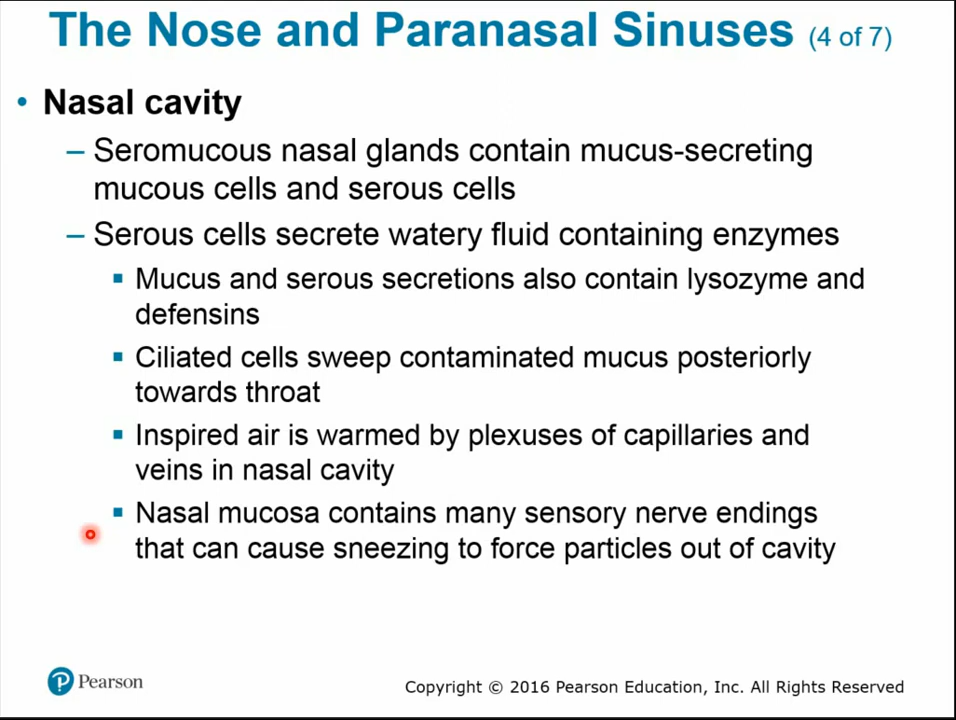 The Nose and Paranasal Sinuses (4 of 7)
• Nasal cavity
– Seromucous nasal glands contain mucus-secreting
mucous cells and serous cells
– Serous cells secrete watery fluid containing enzymes
▪ Mucus and serous secretions also contain lysozyme and
defensins
▪ Ciliated cells sweep contaminated mucus posteriorly
towards throat
▪ Inspired air is warmed by plexuses of capillaries and
veins in nasal cavity
▪ Nasal mucosa contains many sensory nerve endings
that can cause sneezing to force particles out of cavity
P Pearson
Copyright © 2016 Pearson Education, Inc. All Rights Reserved